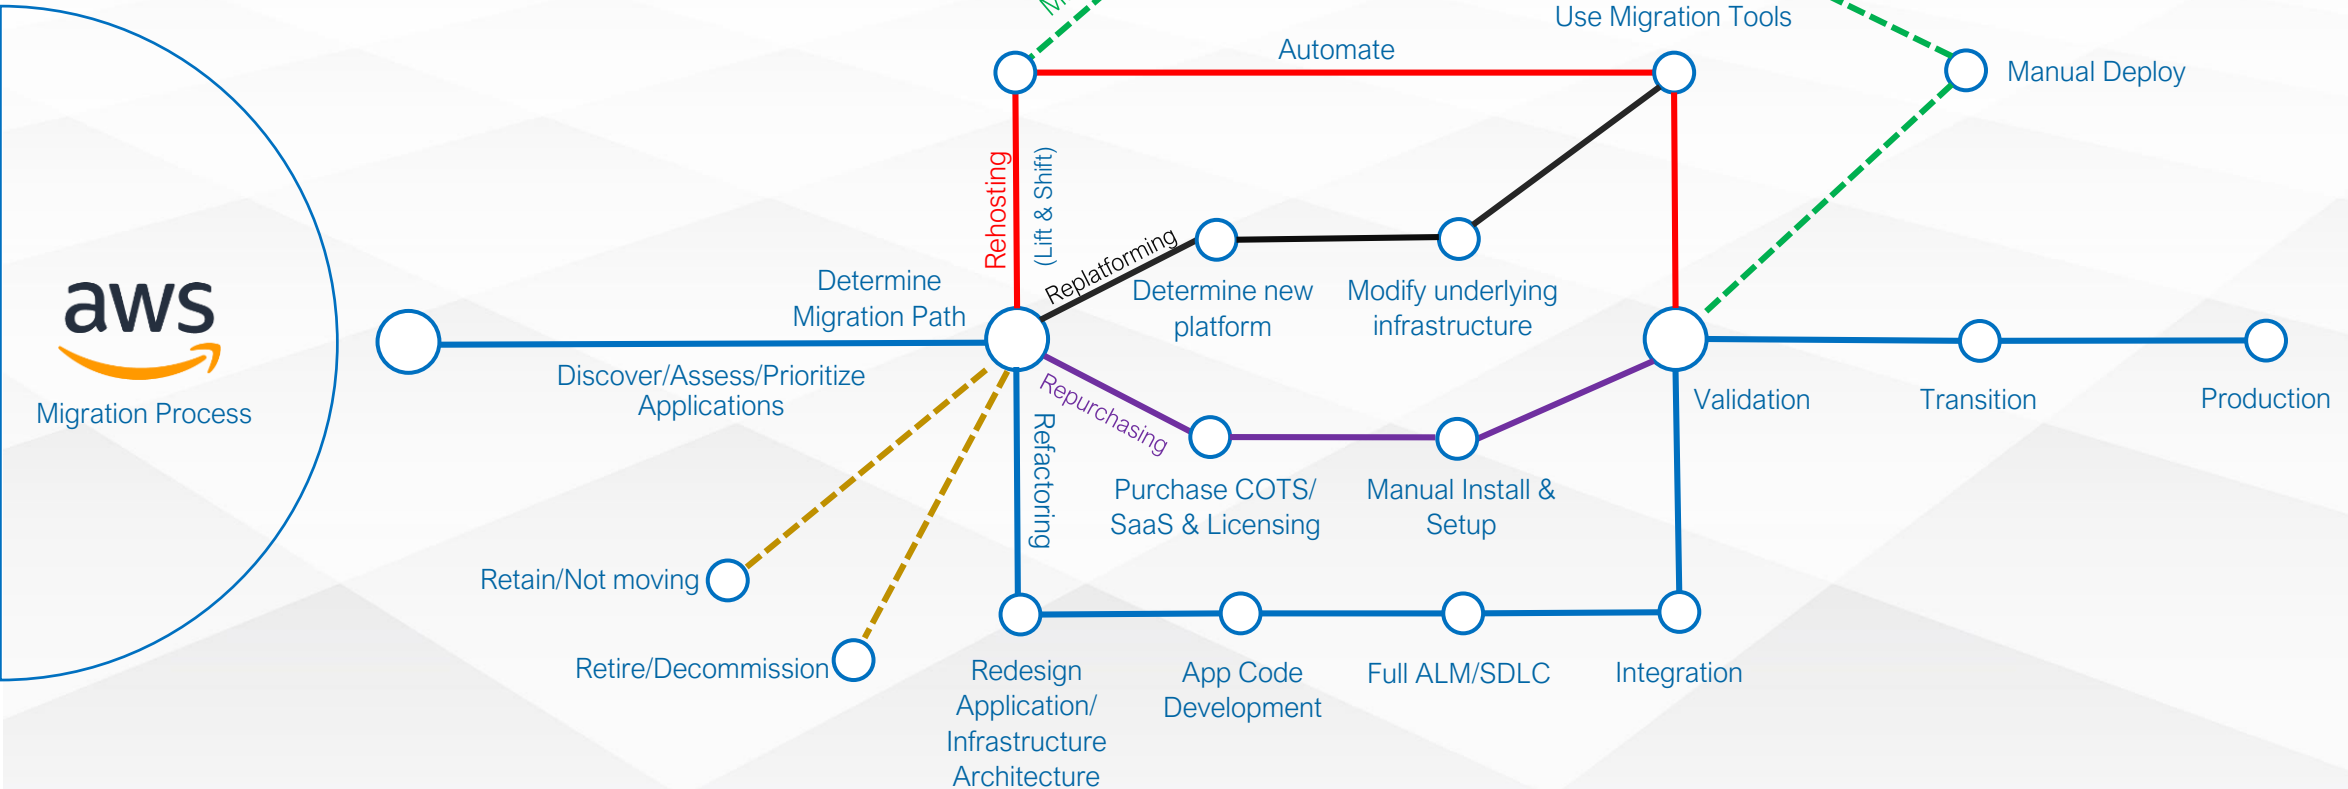 Use Migration Tools
Automate
Manual Deploy
Rehosting
(Lift & Shift)
Replatforming
Determine
Migration Path
Determine new
platform
Modify underlying
infrastructure
aws
Migration Process
Discover/Assess/Prioritize
Applications
Repurchasing
Refactoring
Validation
Transition
Production
Purchase COTS/
SaaS & Licensing
Manual Install &
Setup
Retain/Not moving
Retire/Decommission
Redesign
Application/
Infrastructure
Architecture
App Code
Development
Full ALM/SDLC
Integration